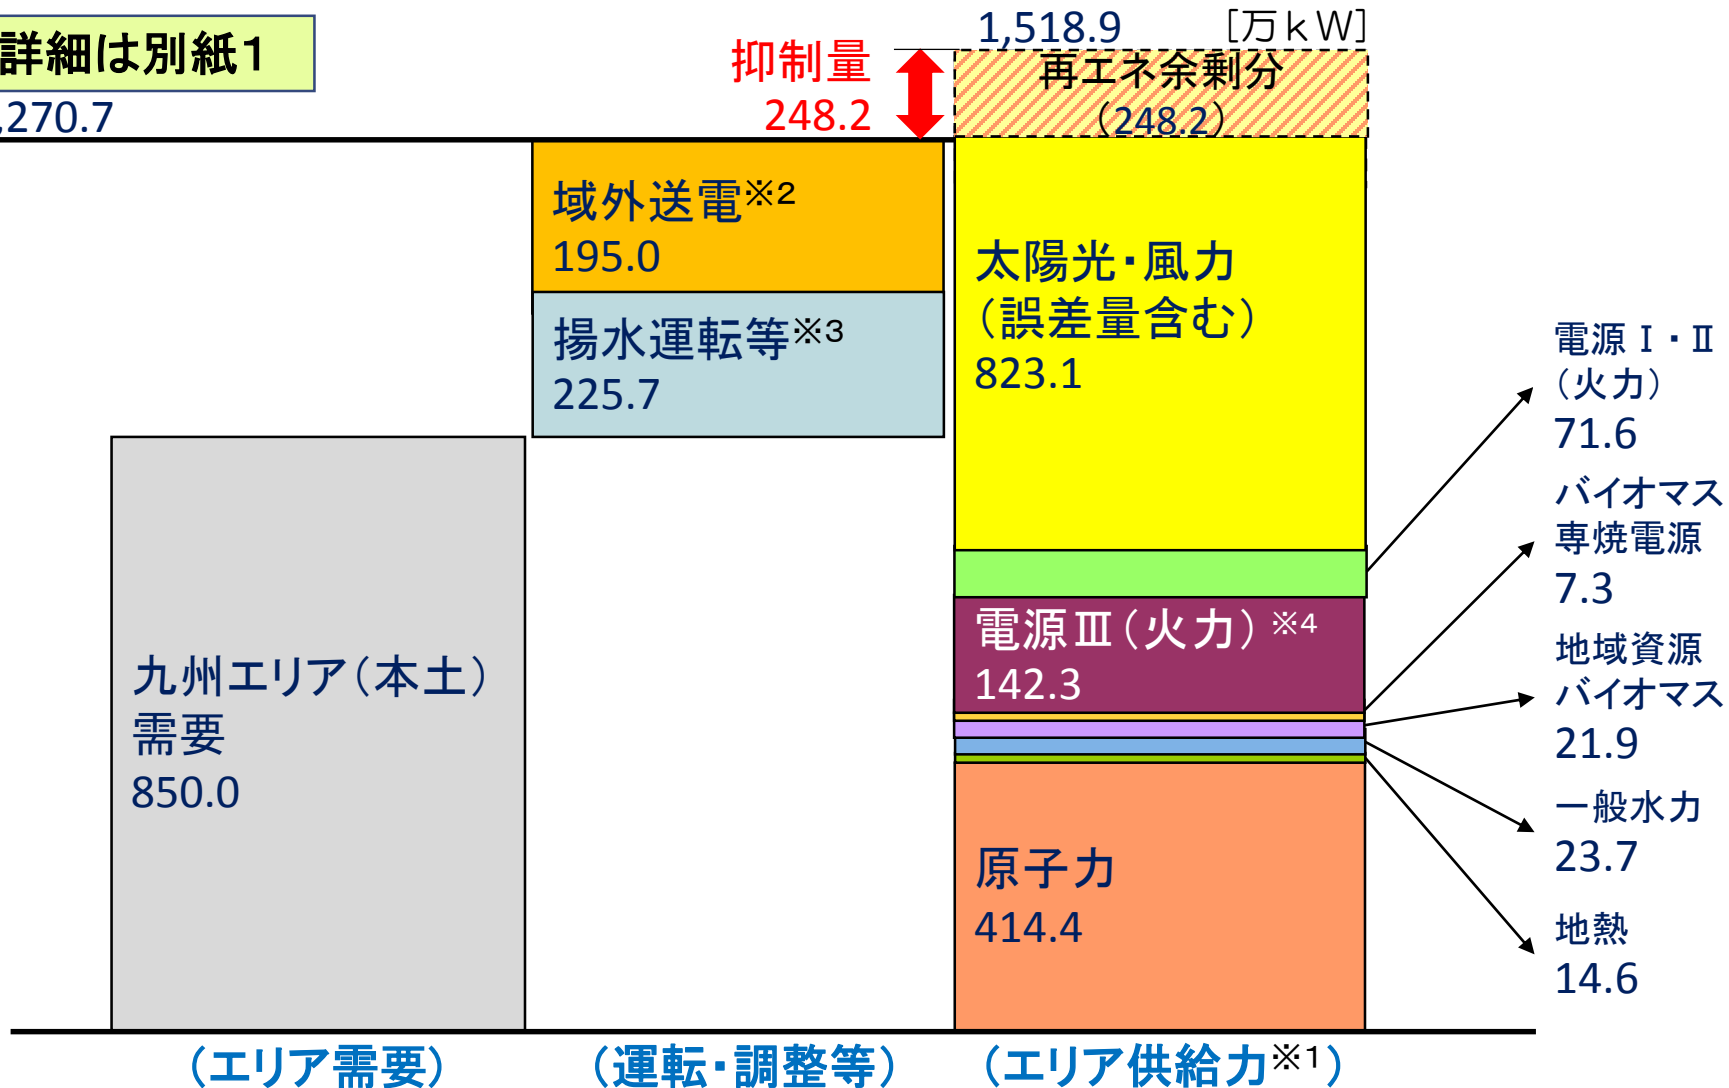 詳細は別紙1
,270.7
抑制量
248.2
1,518.9 [万kW]
再エネ余剰分
(248.2)
域外送電※2
195.0
揚水運転等※3
225.7
九州エリア(本土)
需要
850.0
太陽光・風力
(誤差量含む)
823.1
電源Ⅲ(火力)※4
142.3
原子力
414.4
電源Ⅰ・Ⅱ
(火力)
71.6
バイオマス
専焼電源
7.3
地域資源
バイオマス
21.9
一般水力
23.7
地熱
14.6
(エリア需要)
(運転・調整等)
(エリア供給力※1)